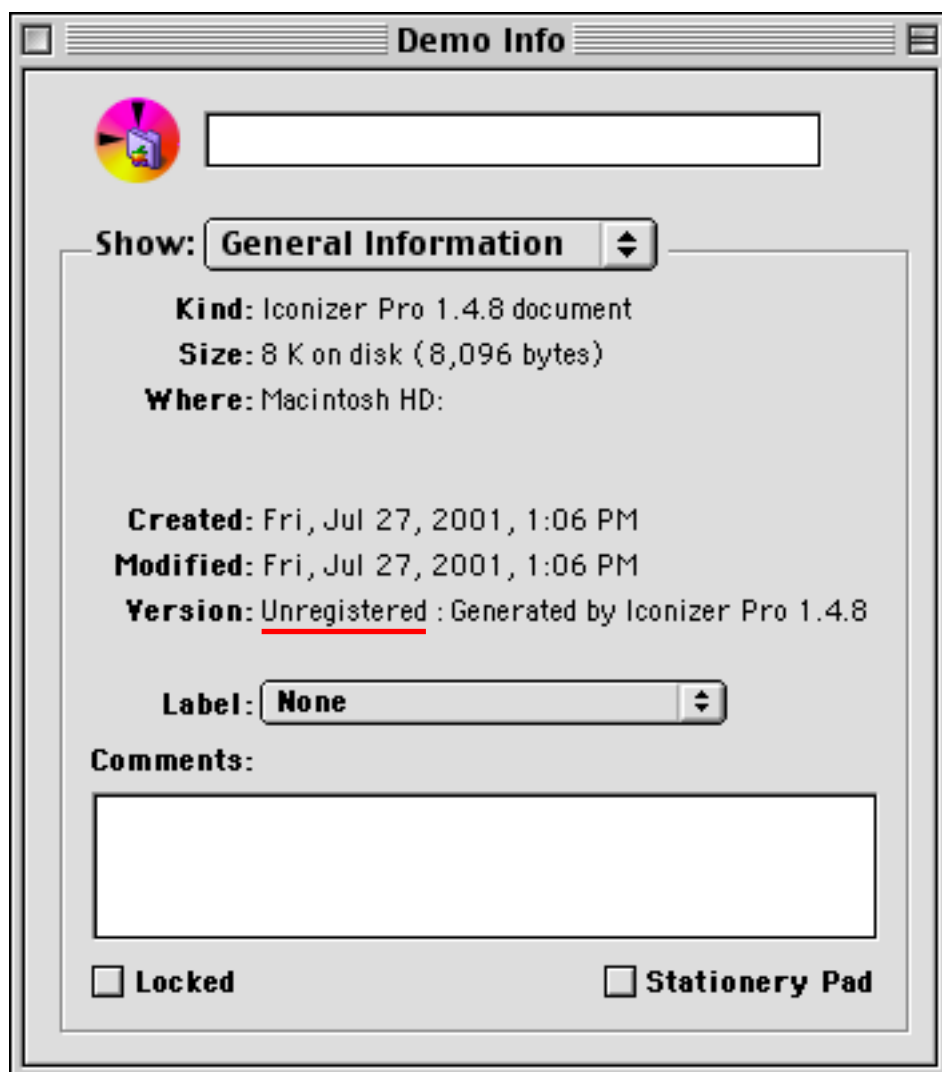 Demo Info
Show: General Information
Kind: Iconizer Pro 1.4.8 document
Size: 8 K on disk (8,096 bytes)
Where: Macintosh HD:
Created: Fri, Jul 27, 2001, 1:06 PM
Modified: Fri, Jul 27, 2001, 1:06 PM
Version: Unregistered : Generated by Iconizer Pro 1.4.8
Label: None
Comments:
Locked Stationery Pad